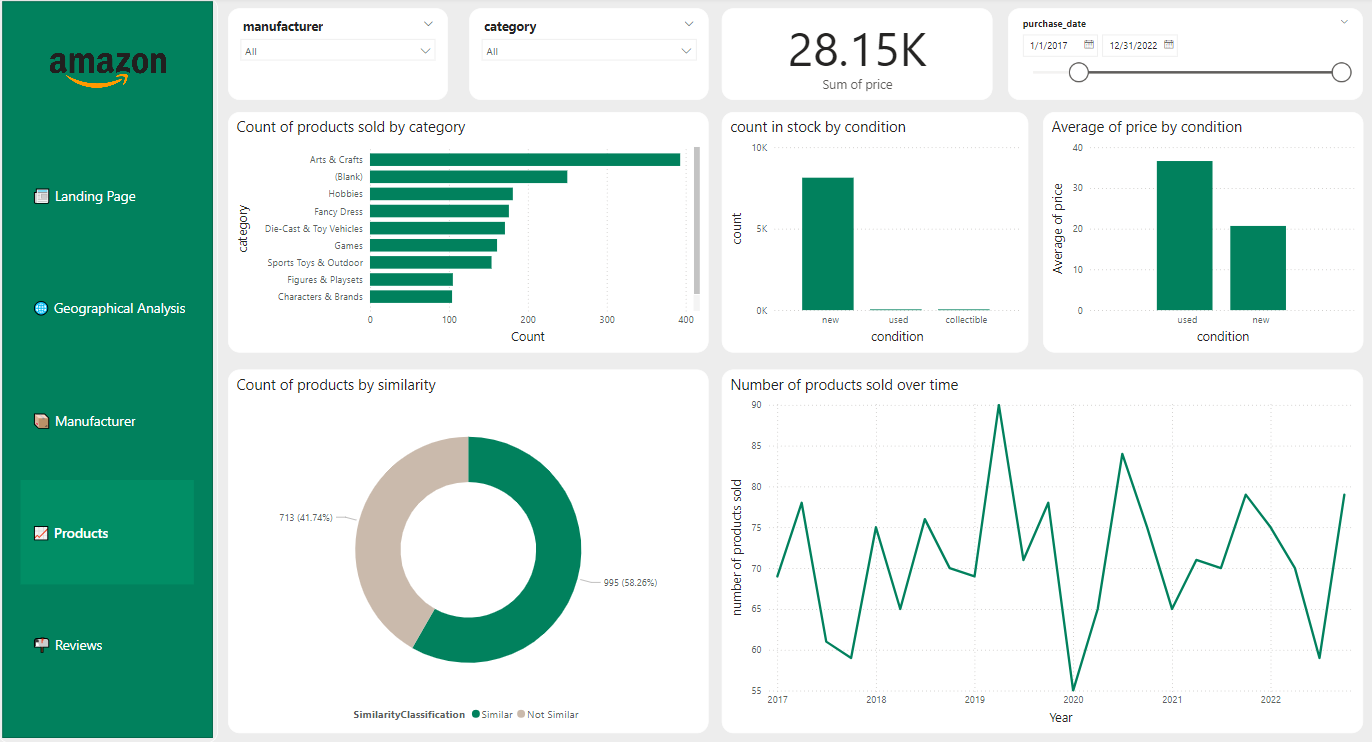 amazon
Landing Page
Geographical Analysis
Manufacturer
Products
Reviews
manufacturer
All
category
All
28.15K
Sum of price
purchase_date
1/1/2017
12/31/2022
Count of products sold by category
category
Arts & Crafts
(Blank)
Hobbies
Fancy Dress
Die-Cast & Toy Vehicles
Games
Sports Toys & Outdoor
Figures & Playsets
Characters & Brands
0 100 200 300 400
Count
count in stock by condition
count
10K
5K
0K
new used collectible
condition
Average of price by condition
Average of price
40
30
20
10
0
used new
condition
Count of products by similarity
713 (41.74%)
995 (58.26%)
SimilarityClassification Similar Not Similar
Number of products sold over time
number of products sold
90
85
80
75
70
65
60
55
2017 2018 2019 2020 2021 2022
Year